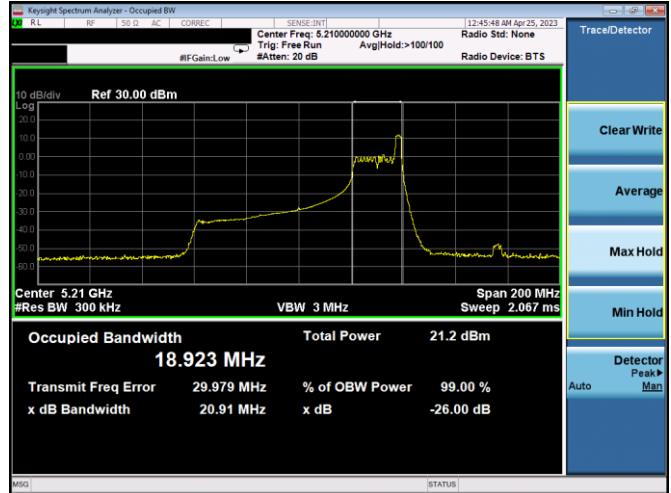 Keysight Spectrum Analyzer - Occupied BW
RL RF 50 Ω AC CORREC SENSE:INT 12:45:48 AM Apr 25, 2023
Center Freq: 5.210000000 GHz Radio Std: None
Trig: Free Run Avg|Hold:>100/100
#IFGain:Low #Atten: 20 dB Radio Device: BTS
10 dB/div Ref 30.00 dBm
Log
20.0
10.0
0.00
-10.0
-20.0
-30.0
-40.0
-50.0
-60.0
Center 5.21 GHz Span 200 MHz
#Res BW 300 kHz VBW 3 MHz Sweep 2.067 ms
Occupied Bandwidth Total Power 21.2 dBm
18.923 MHz
Transmit Freq Error 29.979 MHz % of OBW Power 99.00 %
x dB Bandwidth 20.91 MHz x dB -26.00 dB
MSG STATUS
Trace/Detector
Clear Write
Average
Max Hold
Min Hold
Detector
Peak▶
Auto Man